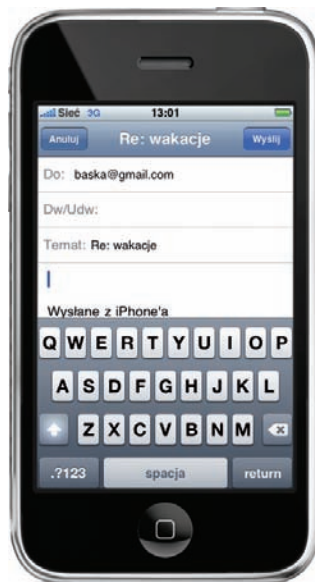 Sieć 3G 13:01
Anuluj Re: wakacje Wyślij
Do: baska@gmail.com
Dw/Udw:
Temat: Re: wakacje
Wysłane z iPhone'a
Q W E R T Y U I O P
A S D F G H J K L
Z X C V B N M
.?123 spacja return